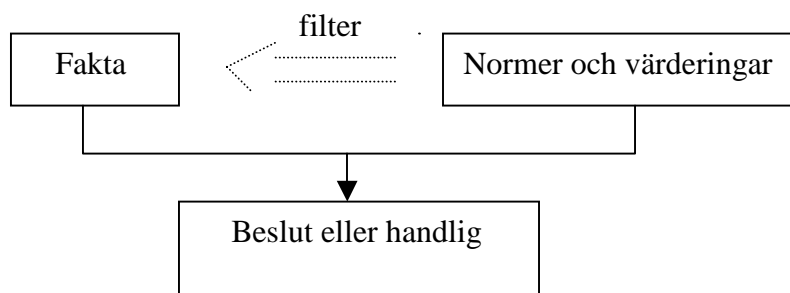 filter
Fakta
Normer och värderingar
Beslut eller handlig